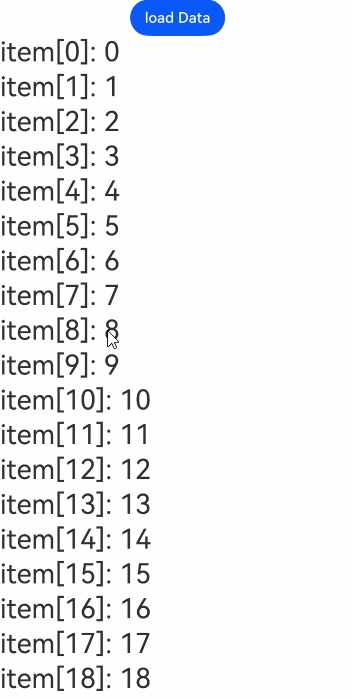 load Data
item[0]: 0
item[1]: 1
item[2]: 2
item[3]: 3
item[4]: 4
item[5]: 5
item[6]: 6
item[7]: 7
item[8]: 8
item[9]: 9
item[10]: 10
item[11]: 11
item[12]: 12
item[13]: 13
item[14]: 14
item[15]: 15
item[16]: 16
item[17]: 17
item[18]: 18